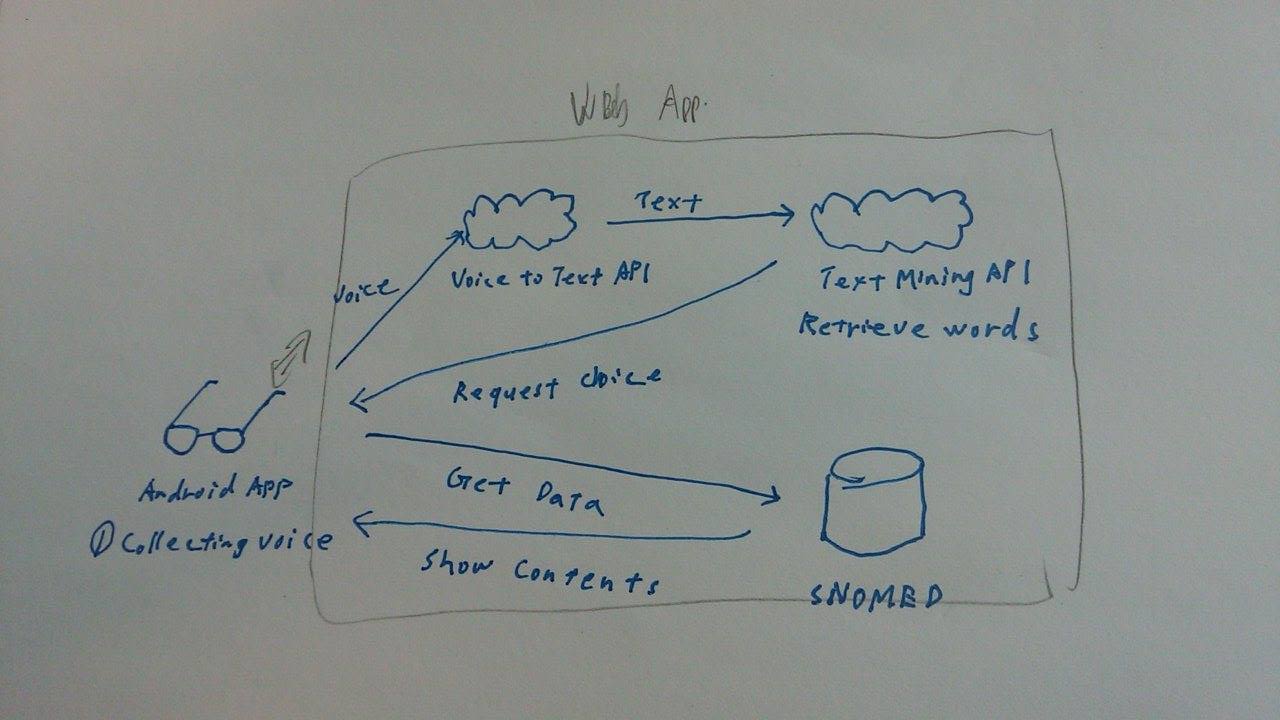 Web App.
Text
Voice
Voice to Text API
Text Mining API
Retrieve words
Request choice
Android App
① Collecting voice
Get Data
Show Contents
SNOMED